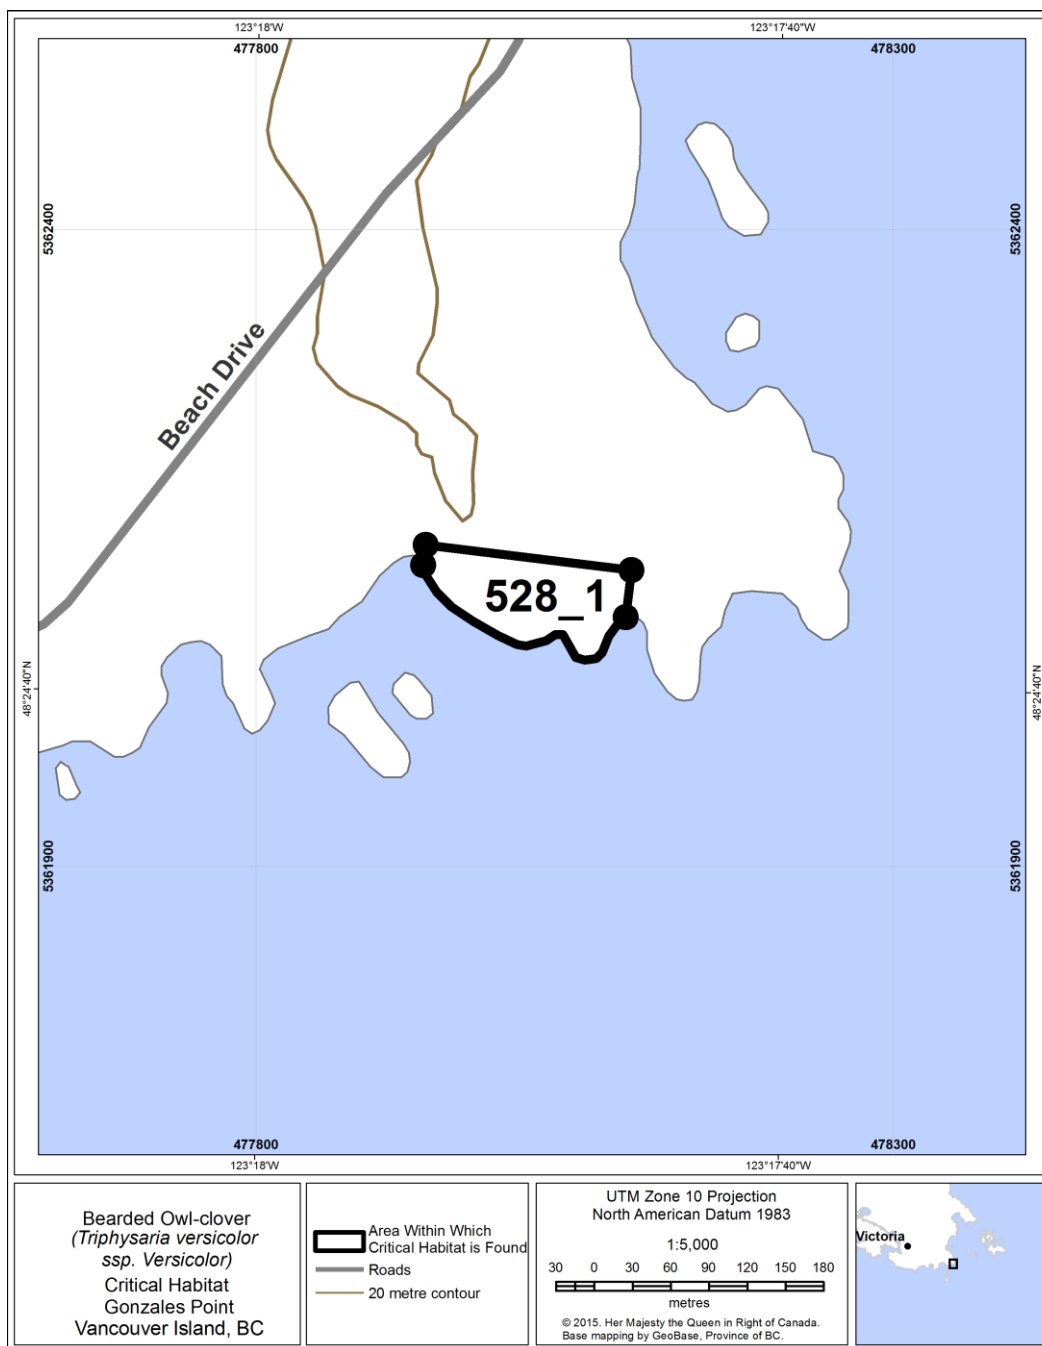 123°18'W
123°17'40"W
477800
478300
5362400
5362400
Beach Drive
528_1
48°24'40"N
48°24'40"N
5361900
5361900
477800
478300
123°18'W
123°17'40"W
Bearded Owl-clover
(Triphysaria versicolor
ssp. Versicolor)
Critical Habitat
Gonzales Point
Vancouver Island, BC
Area Within Which
Critical Habitat is Found
Roads
20 metre contour
UTM Zone 10 Projection
North American Datum 1983
1:5,000
30 0 30 60 90 120 150 180
metres
© 2015. Her Majesty the Queen in Right of Canada.
Base mapping by GeoBase, Province of BC.
Victoria